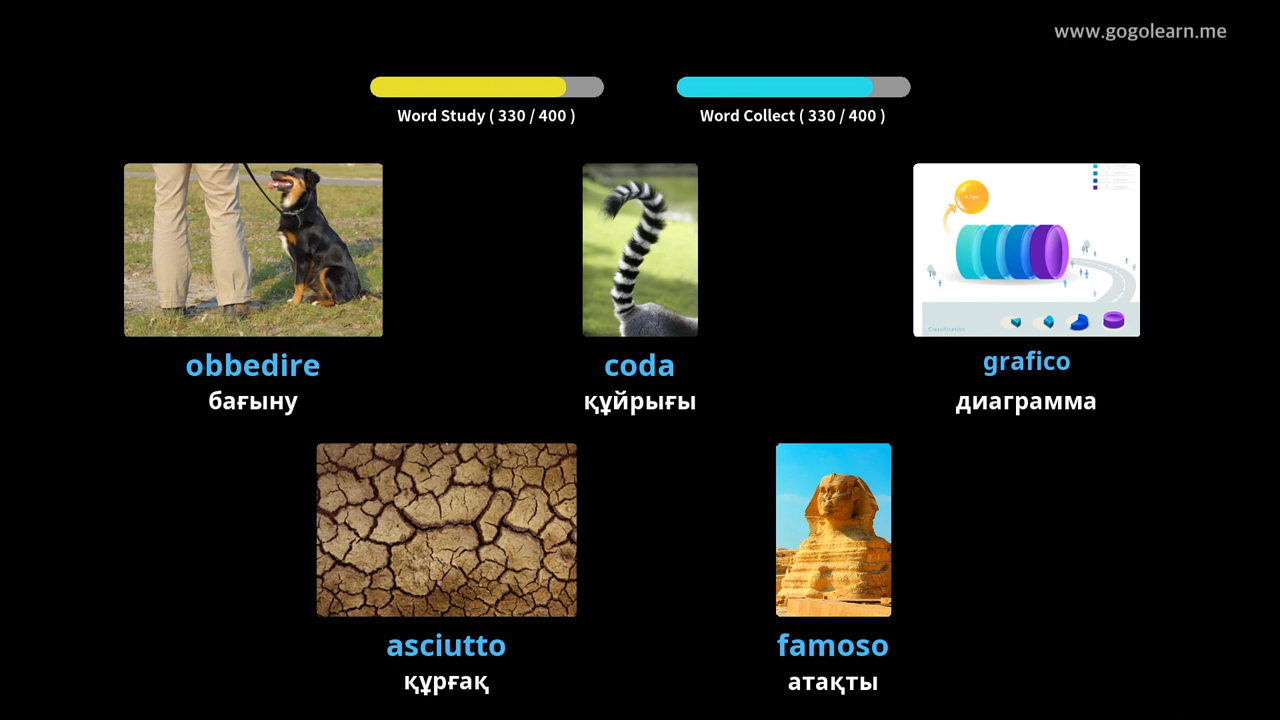 www.gogolearn.me
Word Study ( 330 / 400 )
Word Collect ( 330 / 400 )
obbedire
бағыну
coda
құйрығы
Classification
grafico
диаграмма
asciutto
құрғақ
famoso
атақты